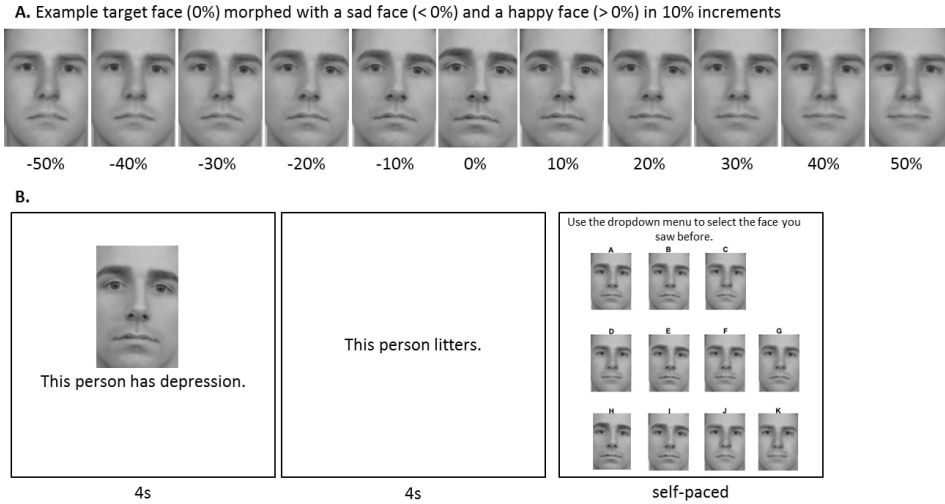 A. Example target face (0%) morphed with a sad face (< 0%) and a happy face (> 0%) in 10% increments
-50% -40% -30% -20% -10% 0% 10% 20% 30% 40% 50%
B.
This person has depression.
4s
This person litters.
4s
Use the dropdown menu to select the face you
saw before.
A B C
D E F G
H I J K
self-paced